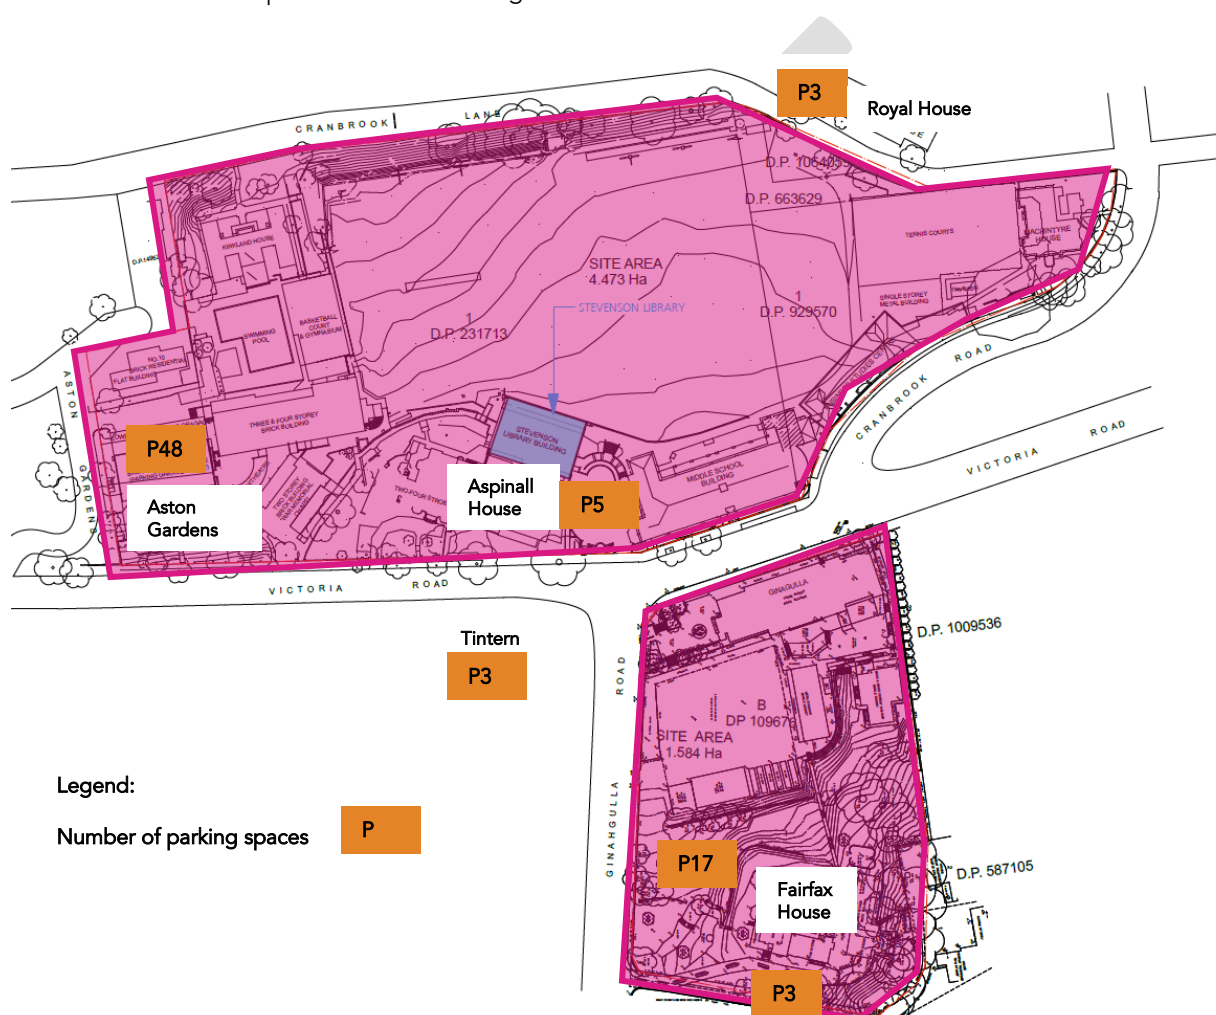 P3
Royal House
CRANBROOK LANE
D.P. 1064059
D.P. 663629
KIRKLAND HOUSE
TENNIS COURTS
MACINTYRE
HOUSE
SITE AREA
4.473 Ha
SINGLE STOREY
METAL BUILDING
STEVENSON LIBRARY
1
D.P. 231713
1
D.P. 929570
SWIMMING
POOL
BASKETBALL
COURT
& GYMNASIUM
NO.10
BRICK RESIDENTIAL
FLAT BUILDING
ASTON GARDENS
THREE & FOUR STOREY
BRICK BUILDING
STEVENSON
LIBRARY BUILDING
CRANBROOK ROAD
VICTORIA ROAD
P48
Aston
Gardens
TWO STOREY
BRICK BUILDING
Aspinall
House
P5
MIDDLE SCHOOL
BUILDING
VICTORIA ROAD
GINAGULLA
D.P. 1009536
Tintern
P3
GINAHGULLA ROAD
B
DP 109676
SITE AREA
1.584 Ha
Legend:
Number of parking spaces
P
P17
D.P. 587105
Fairfax
House
P3